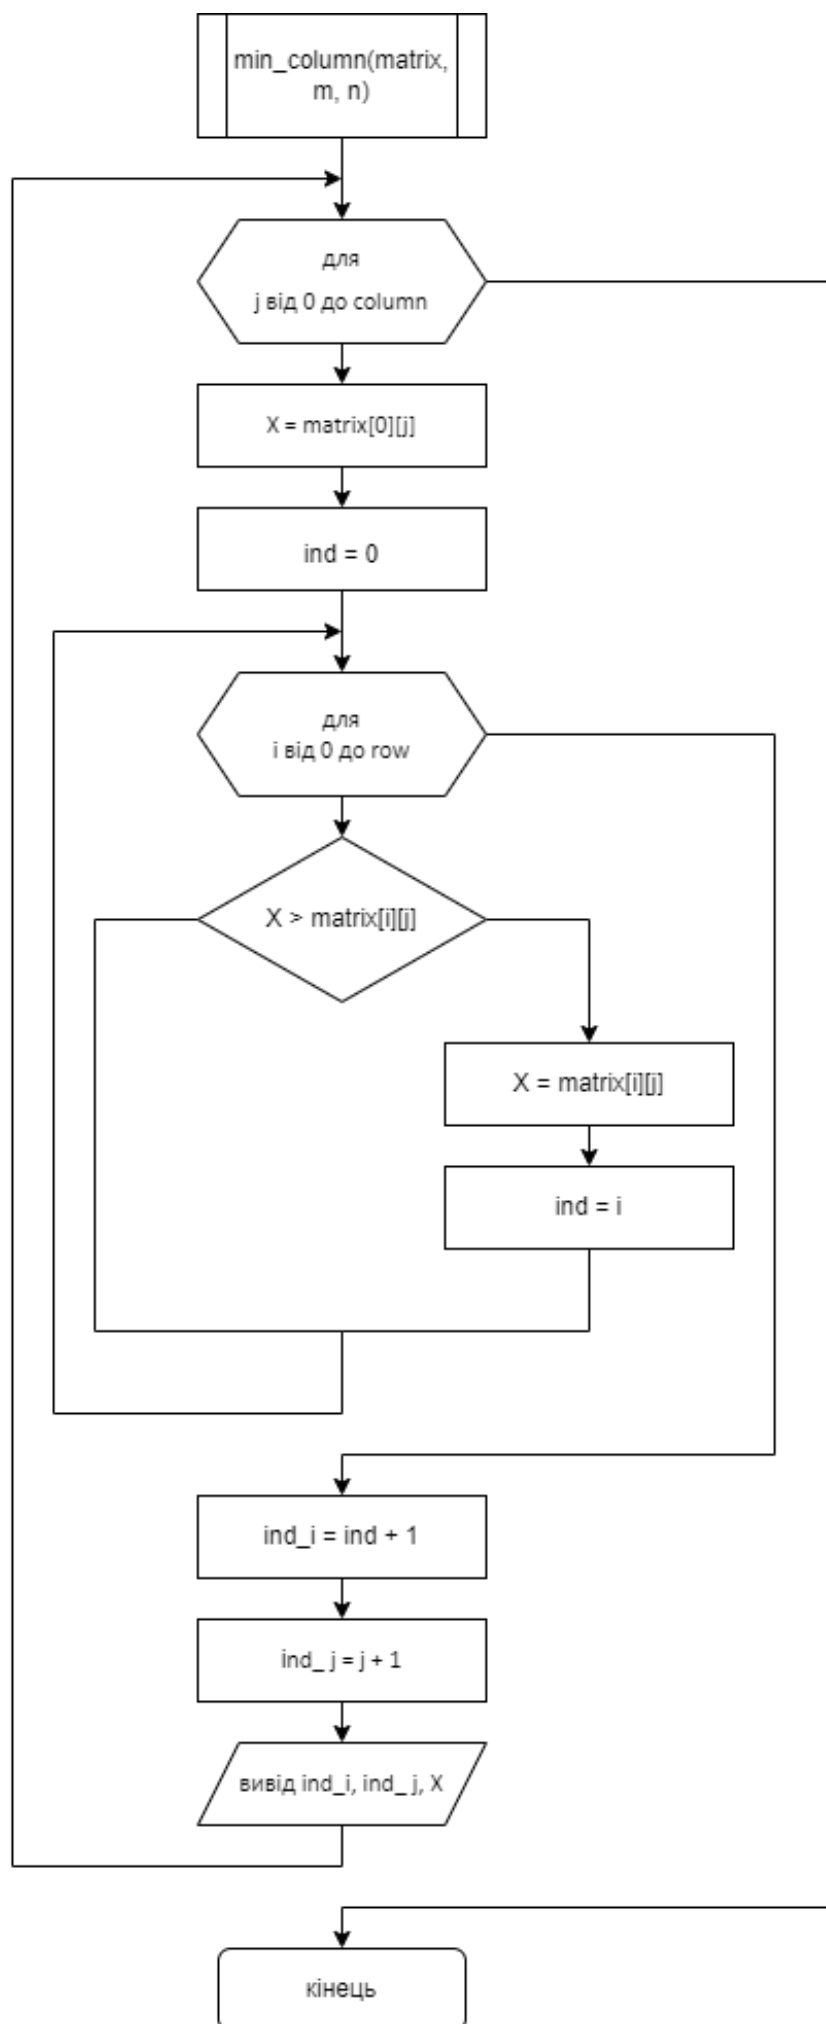 min_column(matrix,
m, n)
для
j від 0 до column
X = matrix[0][j]
ind = 0
для
i від 0 до row
X > matrix[i][j]
X = matrix[i][j]
ind = i
ind_i = ind + 1
ind_ j = j + 1
вивід ind_i, ind_ j, X
кінець